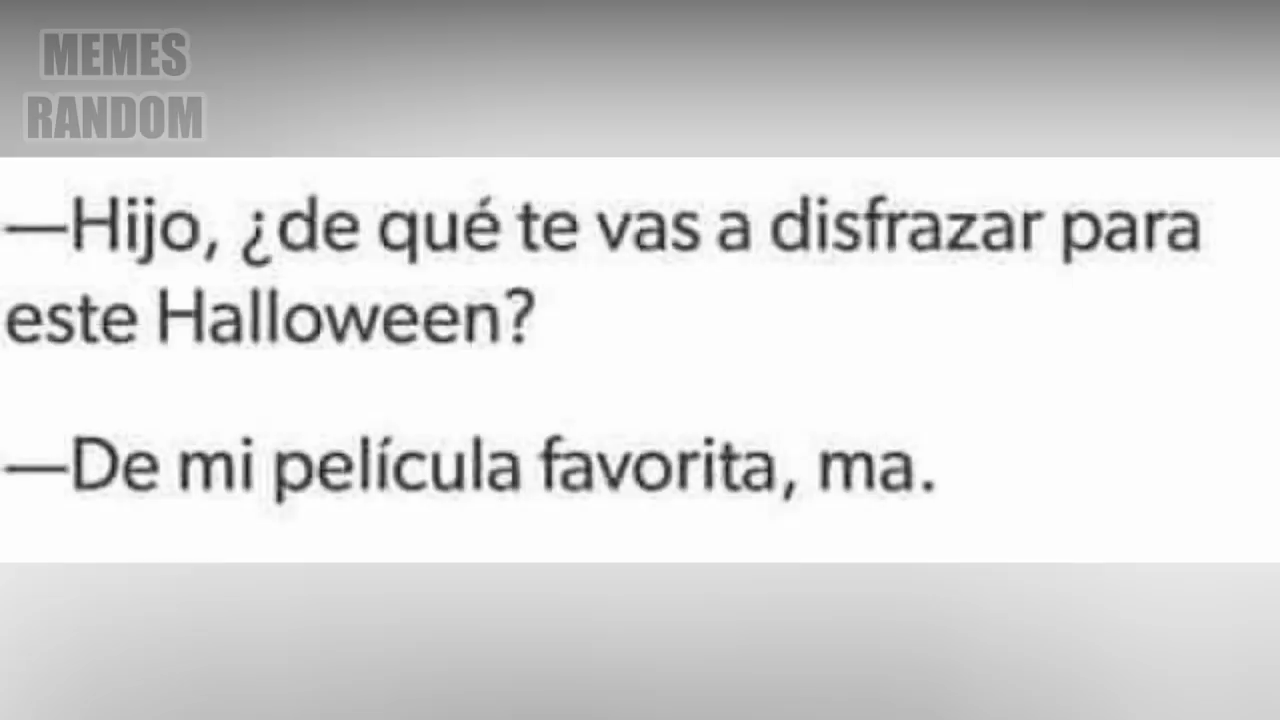 MEMES
RANDOM
—Hijo, ¿de qué te vas a disfrazar para
este Halloween?
—De mi película favorita, ma.